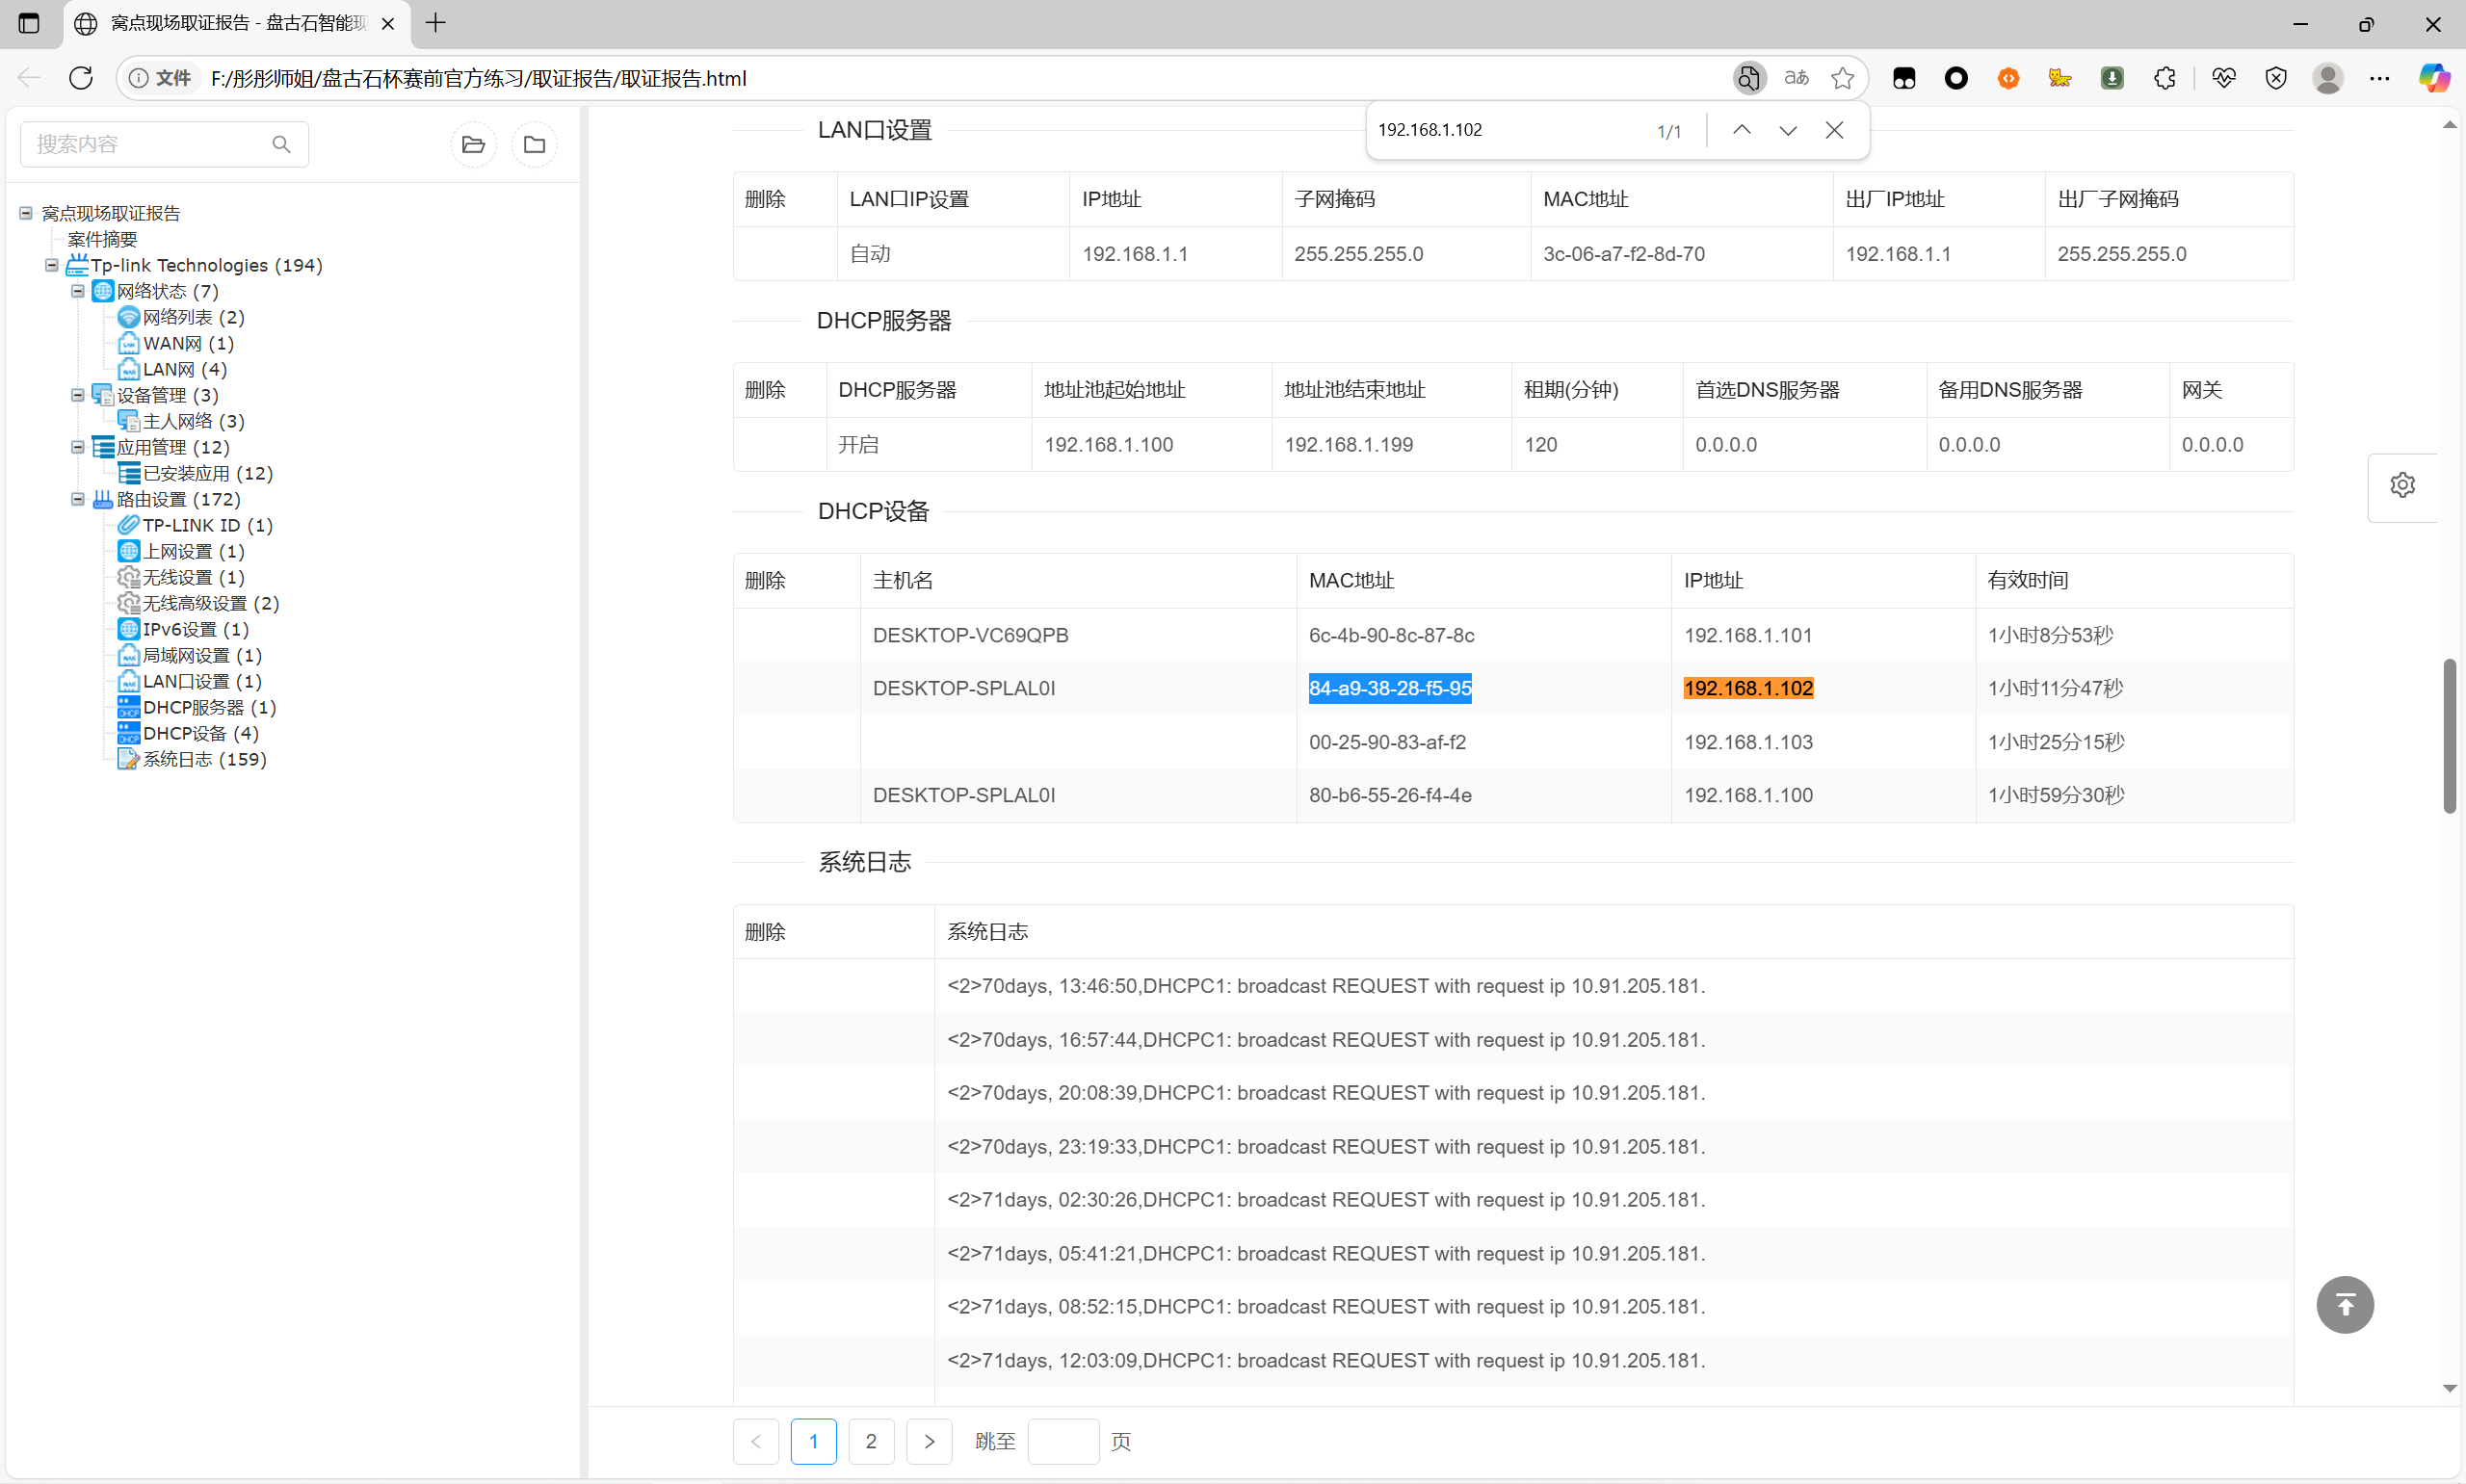 窝点现场取证报告 - 盘古石智能现
文件 F:/彤彤师姐/盘古石杯赛前官方练习/取证报告/取证报告.html
192.168.1.102 1/1
搜索内容
窝点现场取证报告
案件摘要
Tp-link Technologies (194)
网络状态 (7)
网络列表 (2)
WAN网 (1)
LAN网 (4)
设备管理 (3)
主人网络 (3)
应用管理 (12)
已安装应用 (12)
路由设置 (172)
TP-LINK ID (1)
上网设置 (1)
无线设置 (1)
无线高级设置 (2)
IPv6设置 (1)
局域网设置 (1)
LAN口设置 (1)
DHCP服务器 (1)
DHCP设备 (4)
系统日志 (159)
LAN口设置
删除 LAN口IP设置 IP地址 子网掩码 MAC地址 出厂IP地址 出厂子网掩码
自动 192.168.1.1 255.255.255.0 3c-06-a7-f2-8d-70 192.168.1.1 255.255.255.0
DHCP服务器
删除 DHCP服务器 地址池起始地址 地址池结束地址 租期(分钟) 首选DNS服务器 备用DNS服务器 网关
开启 192.168.1.100 192.168.1.199 120 0.0.0.0 0.0.0.0 0.0.0.0
DHCP设备
删除 主机名 MAC地址 IP地址 有效时间
DESKTOP-VC69QPB 6c-4b-90-8c-87-8c 192.168.1.101 1小时8分53秒
DESKTOP-SPLAL0I 84-a9-38-28-f5-95 192.168.1.102 1小时11分47秒
00-25-90-83-af-f2 192.168.1.103 1小时25分15秒
DESKTOP-SPLAL0I 80-b6-55-26-f4-4e 192.168.1.100 1小时59分30秒
系统日志
删除 系统日志
<2>70days, 13:46:50,DHCPC1: broadcast REQUEST with request ip 10.91.205.181.
<2>70days, 16:57:44,DHCPC1: broadcast REQUEST with request ip 10.91.205.181.
<2>70days, 20:08:39,DHCPC1: broadcast REQUEST with request ip 10.91.205.181.
<2>70days, 23:19:33,DHCPC1: broadcast REQUEST with request ip 10.91.205.181.
<2>71days, 02:30:26,DHCPC1: broadcast REQUEST with request ip 10.91.205.181.
<2>71days, 05:41:21,DHCPC1: broadcast REQUEST with request ip 10.91.205.181.
<2>71days, 08:52:15,DHCPC1: broadcast REQUEST with request ip 10.91.205.181.
<2>71days, 12:03:09,DHCPC1: broadcast REQUEST with request ip 10.91.205.181.
1 2 跳至 页